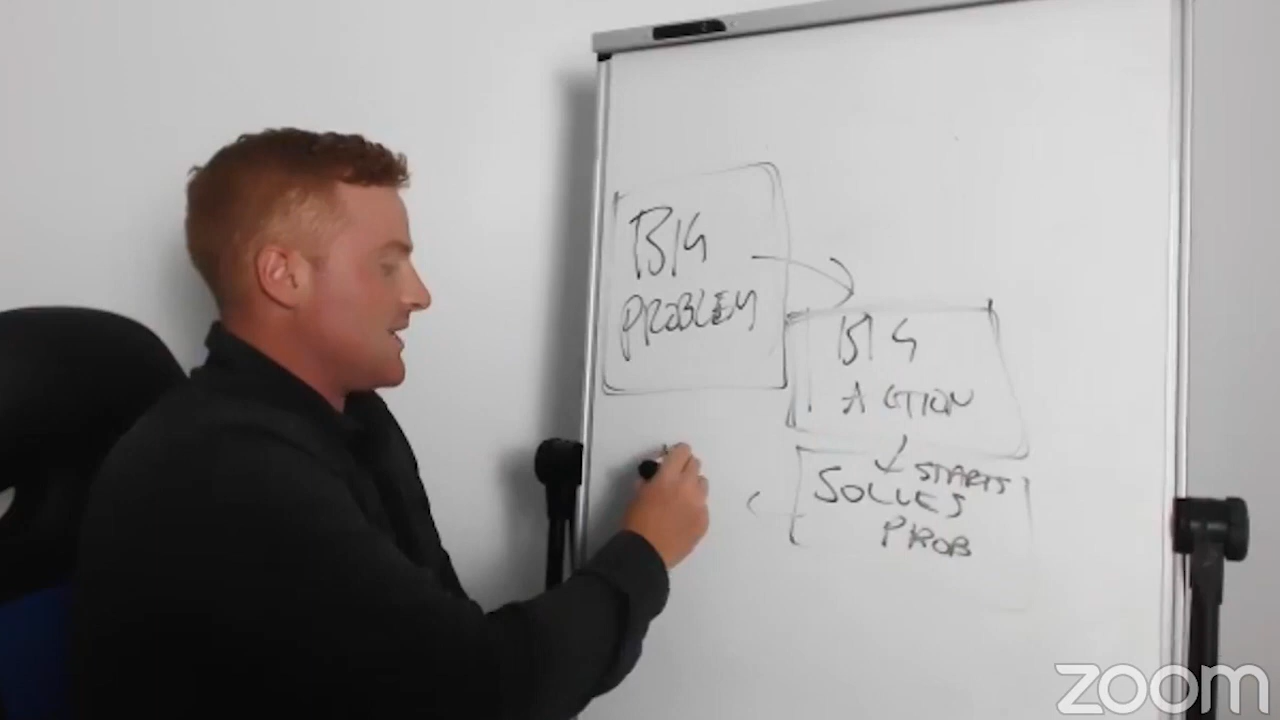 BIG
PROBLEM
BIG
ACTION
STARTS
SOLVES
PROB
zoom